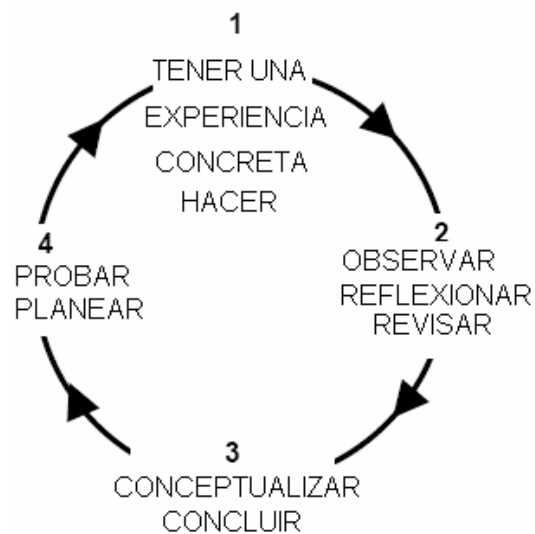 1
TENER UNA
EXPERIENCIA
CONCRETA
HACER
2
OBSERVAR
REFLEXIONAR
REVISAR
3
CONCEPTUALIZAR
CONCLUIR
4
PROBAR
PLANEAR